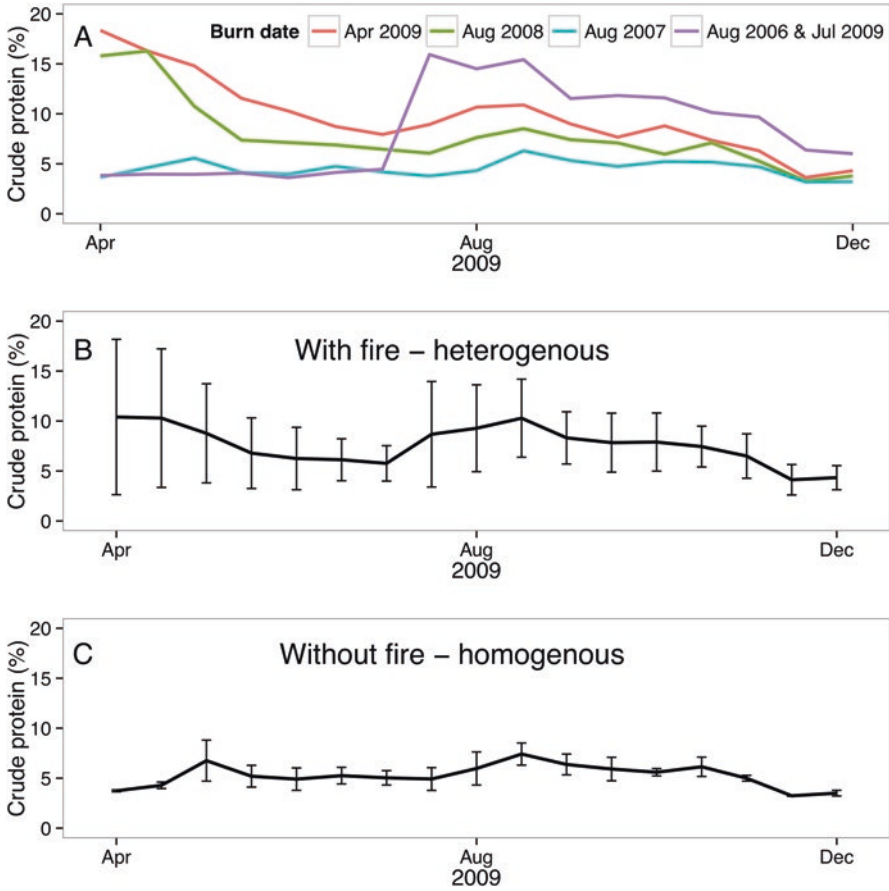 A
Burn date Apr 2009 Aug 2008 Aug 2007 Aug 2006 & Jul 2009
Crude protein (%)
20
15
10
5
0
Apr Aug Dec
2009
B
With fire – heterogenous
Crude protein (%)
20
15
10
5
0
Apr Aug Dec
2009
C
Without fire – homogenous
Crude protein (%)
20
15
10
5
0
Apr Aug Dec
2009